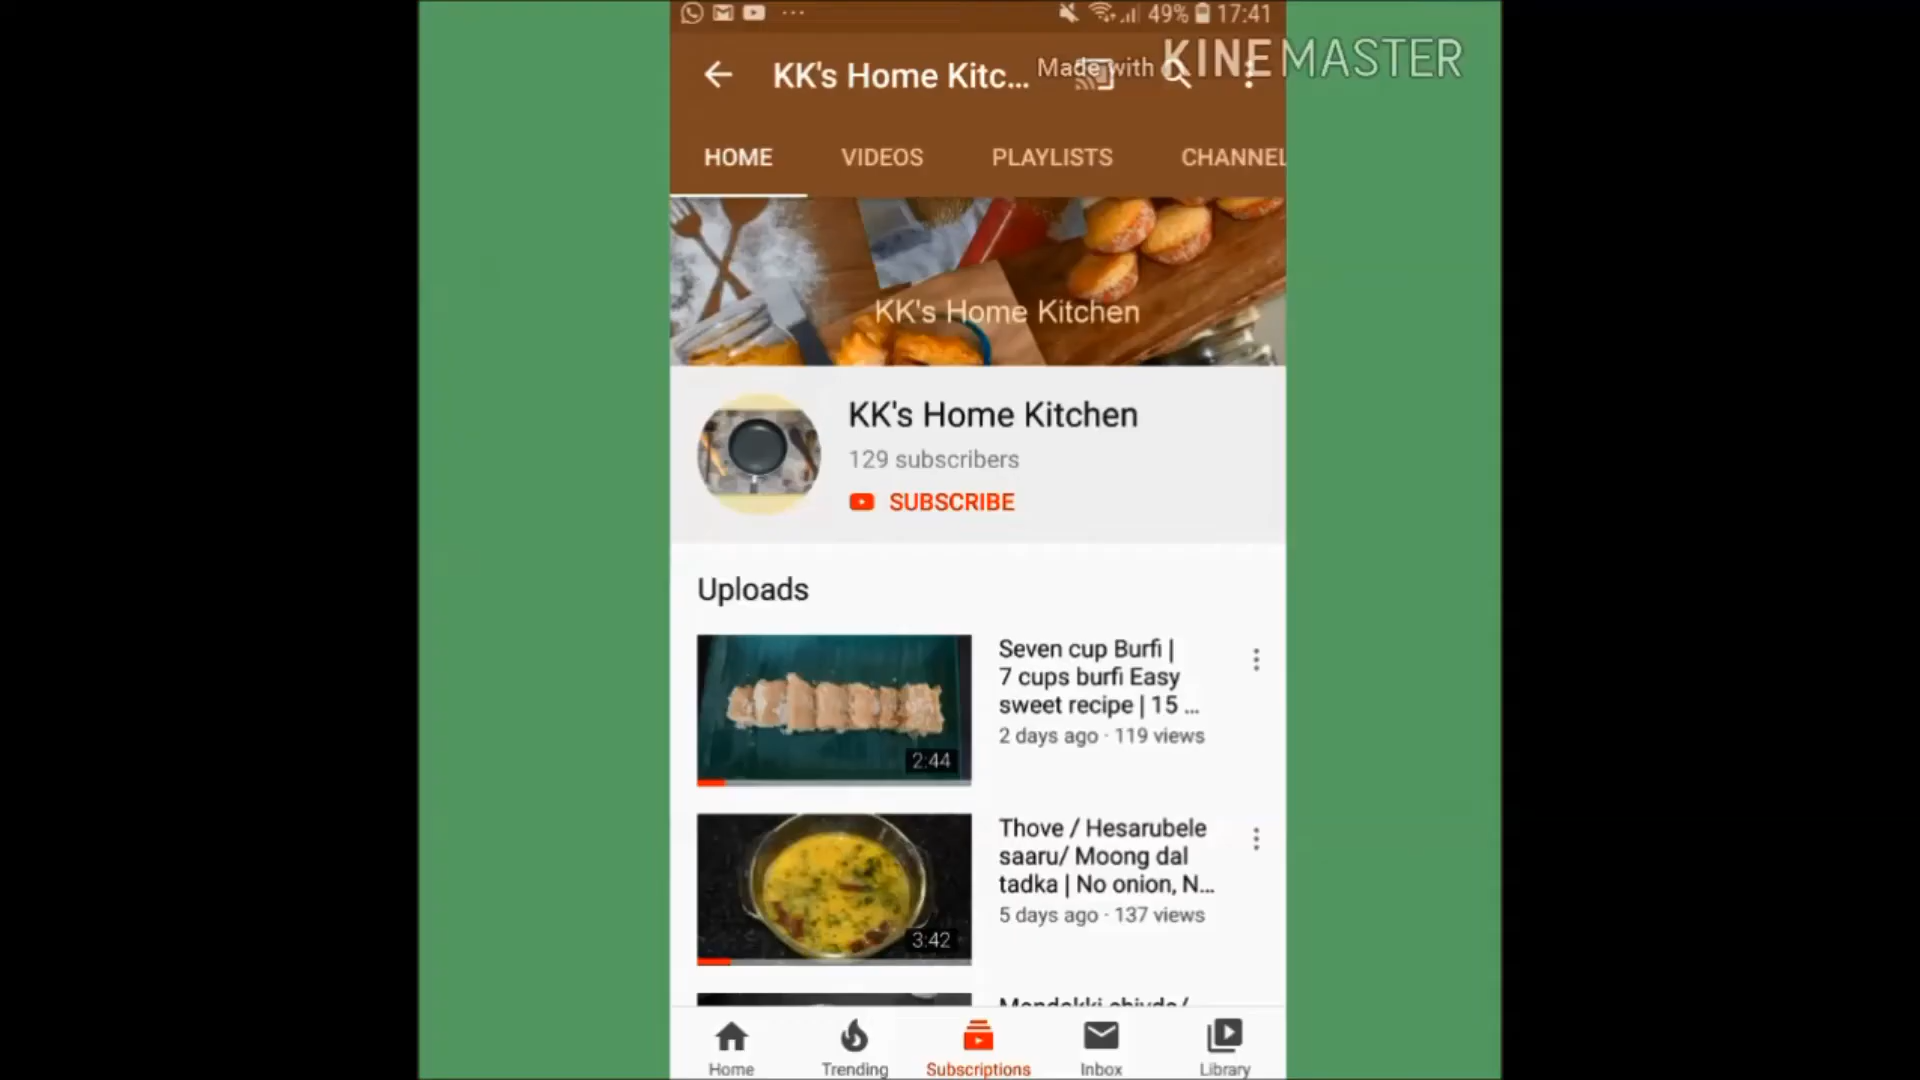 49% 17:41
KK's Home Kitc...
Made with KINEMASTER
HOME VIDEOS PLAYLISTS CHANNEL
KK's Home Kitchen
KK's Home Kitchen
129 subscribers
SUBSCRIBE
Uploads
Seven cup Burfi |
7 cups burfi Easy
sweet recipe | 15 ...
2 days ago · 119 views
2:44
Thove / Hesarubele
saaru/ Moong dal
tadka | No onion, N...
5 days ago · 137 views
3:42
Home Trending Subscriptions Inbox Library